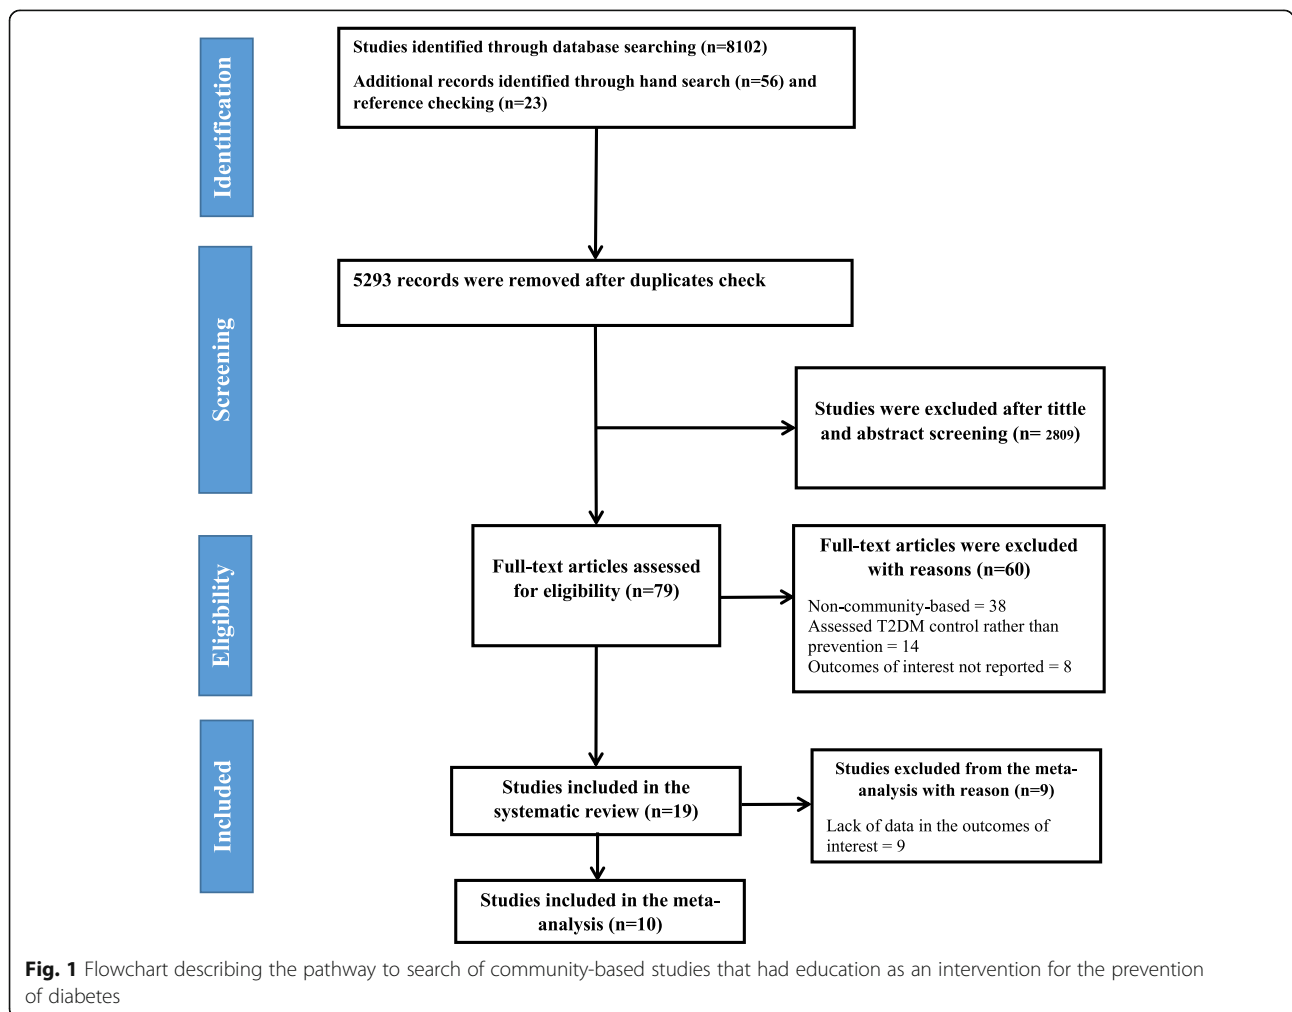 Identification
Studies identified through database searching (n=8102)
Additional records identified through hand search (n=56) and
reference checking (n=23)
Screening
5293 records were removed after duplicates check
Studies were excluded after tittle
and abstract screening (n= 2809)
Eligibility
Full-text articles assessed
for eligibility (n=79)
Full-text articles were excluded
with reasons (n=60)
Non-community-based = 38
Assessed T2DM control rather than
prevention = 14
Outcomes of interest not reported = 8
Included
Studies included in the
systematic review (n=19)
Studies excluded from the meta-
analysis with reason (n=9)
Lack of data in the outcomes of
interest = 9
Studies included in the meta-
analysis (n=10)
Fig. 1 Flowchart describing the pathway to search of community-based studies that had education as an intervention for the prevention
of diabetes